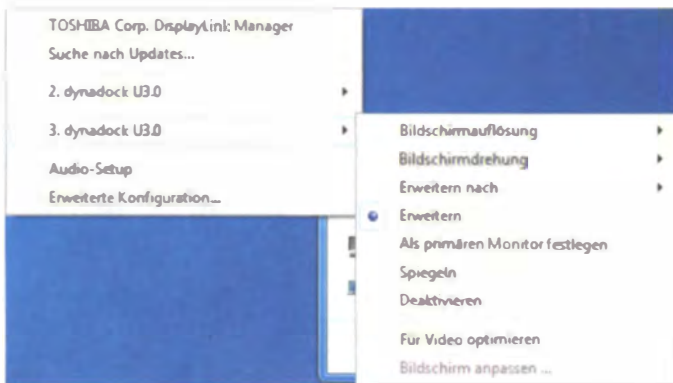 TOSHIBA Corp. DisplayLink Manager
Suche nach Updates...
2. dynadock U3.0
3. dynadock U3.0
Audio-Setup
Erweiterte Konfiguration...
Bildschirmauflösung
Bildschirmdrehung
Erweitern nach
Erweitern
Als primären Monitor festlegen
Spiegeln
Deaktivieren
Für Video optimieren
Bildschirm anpassen ...